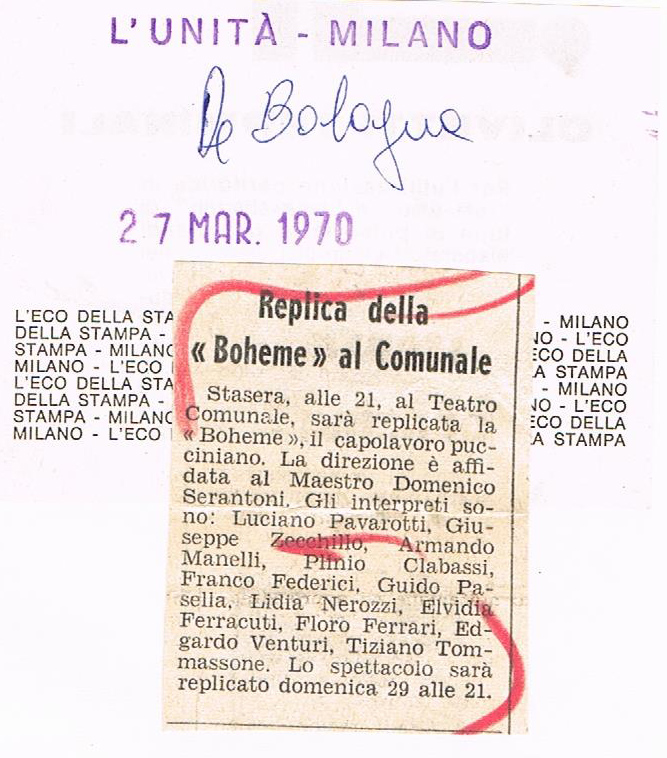 L'UNITÀ - MILANO
De Bologna
27 MAR. 1970
L'ECO DELLA STA
DELLA STAMPA -
STAMPA - MILANO
MILANO - L'ECO
L'ECO DELLA STA
DELLA STAMPA -
STAMPA - MILANO
MILANO - L'ECO
Replica della
« Boheme » al Comunale
Stasera, alle 21, al Teatro
Comunale, sarà replicata la
« Boheme », il capolavoro puc-
ciniano. La direzione è affi-
data al Maestro Domenico
Serantoni. Gli interpreti so-
no: Luciano Pavarotti, Giu-
seppe Zecchillo, Armando
Manelli, Plinio Clabassi,
Franco Federici, Guido Pa-
sella, Lidia Nerozzi, Elvidia
Ferracuti, Floro Ferrari, Ed-
gardo Venturi, Tiziano Tom-
massone. Lo spettacolo sarà
replicato domenica 29 alle 21.
- MILANO
NO - L'ECO
ECO DELLA
A STAMPA
- MILANO
NO - L'ECO
ECO DELLA
A STAMPA